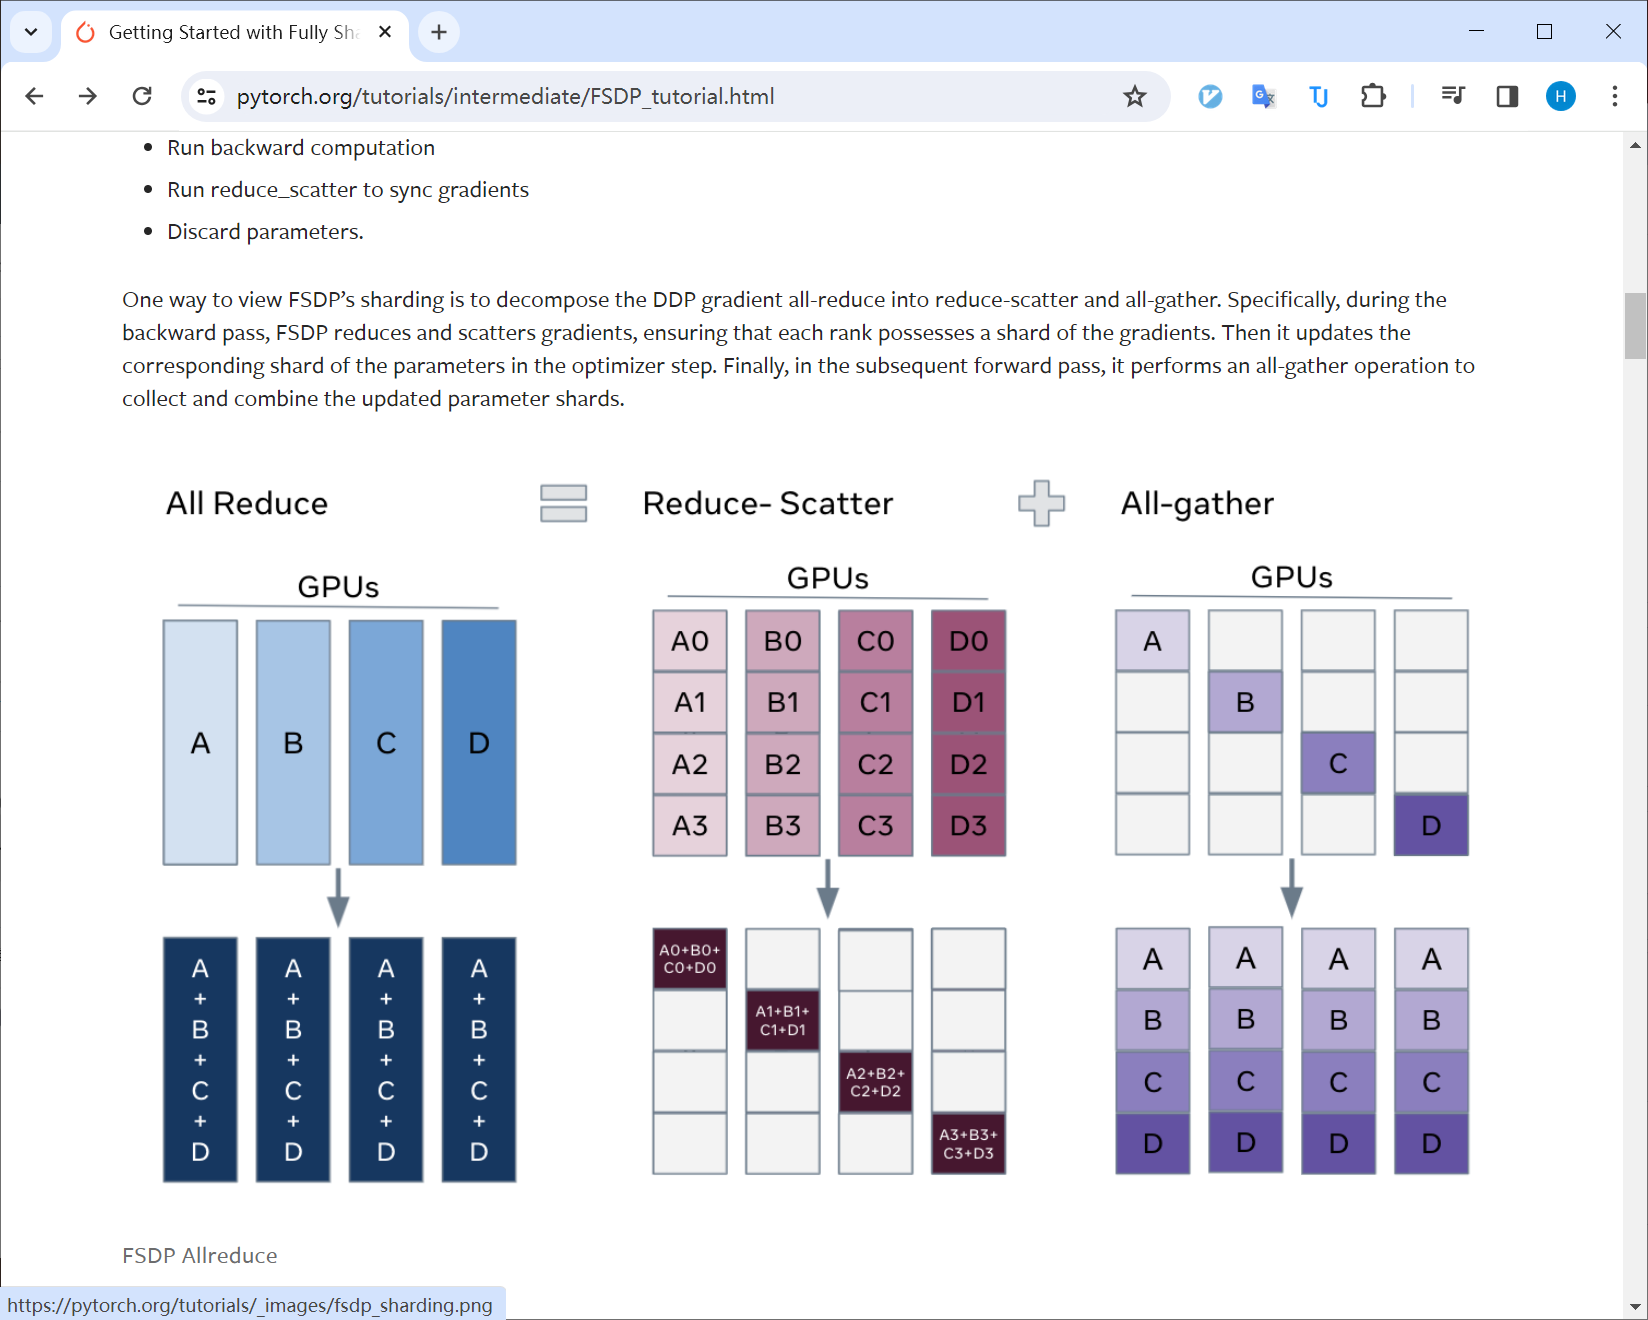 Getting Started with Fully Sha
pytorch.org/tutorials/intermediate/FSDP_tutorial.html
H
• Run backward computation
• Run reduce_scatter to sync gradients
• Discard parameters.
One way to view FSDP’s sharding is to decompose the DDP gradient all-reduce into reduce-scatter and all-gather. Specifically, during the
backward pass, FSDP reduces and scatters gradients, ensuring that each rank possesses a shard of the gradients. Then it updates the
corresponding shard of the parameters in the optimizer step. Finally, in the subsequent forward pass, it performs an all-gather operation to
collect and combine the updated parameter shards.
All Reduce
Reduce- Scatter
All-gather
GPUs
A B C D
A A A A
+ + + +
B B B B
+ + + +
C C C C
+ + + +
D D D D
GPUs
A0 B0 C0 D0
A1 B1 C1 D1
A2 B2 C2 D2
A3 B3 C3 D3
A0+B0+
C0+D0
A1+B1+
C1+D1
A2+B2+
C2+D2
A3+B3+
C3+D3
GPUs
A
B
C
D
A A A A
B B B B
C C C C
D D D D
FSDP Allreduce
https://pytorch.org/tutorials/_images/fsdp_sharding.png